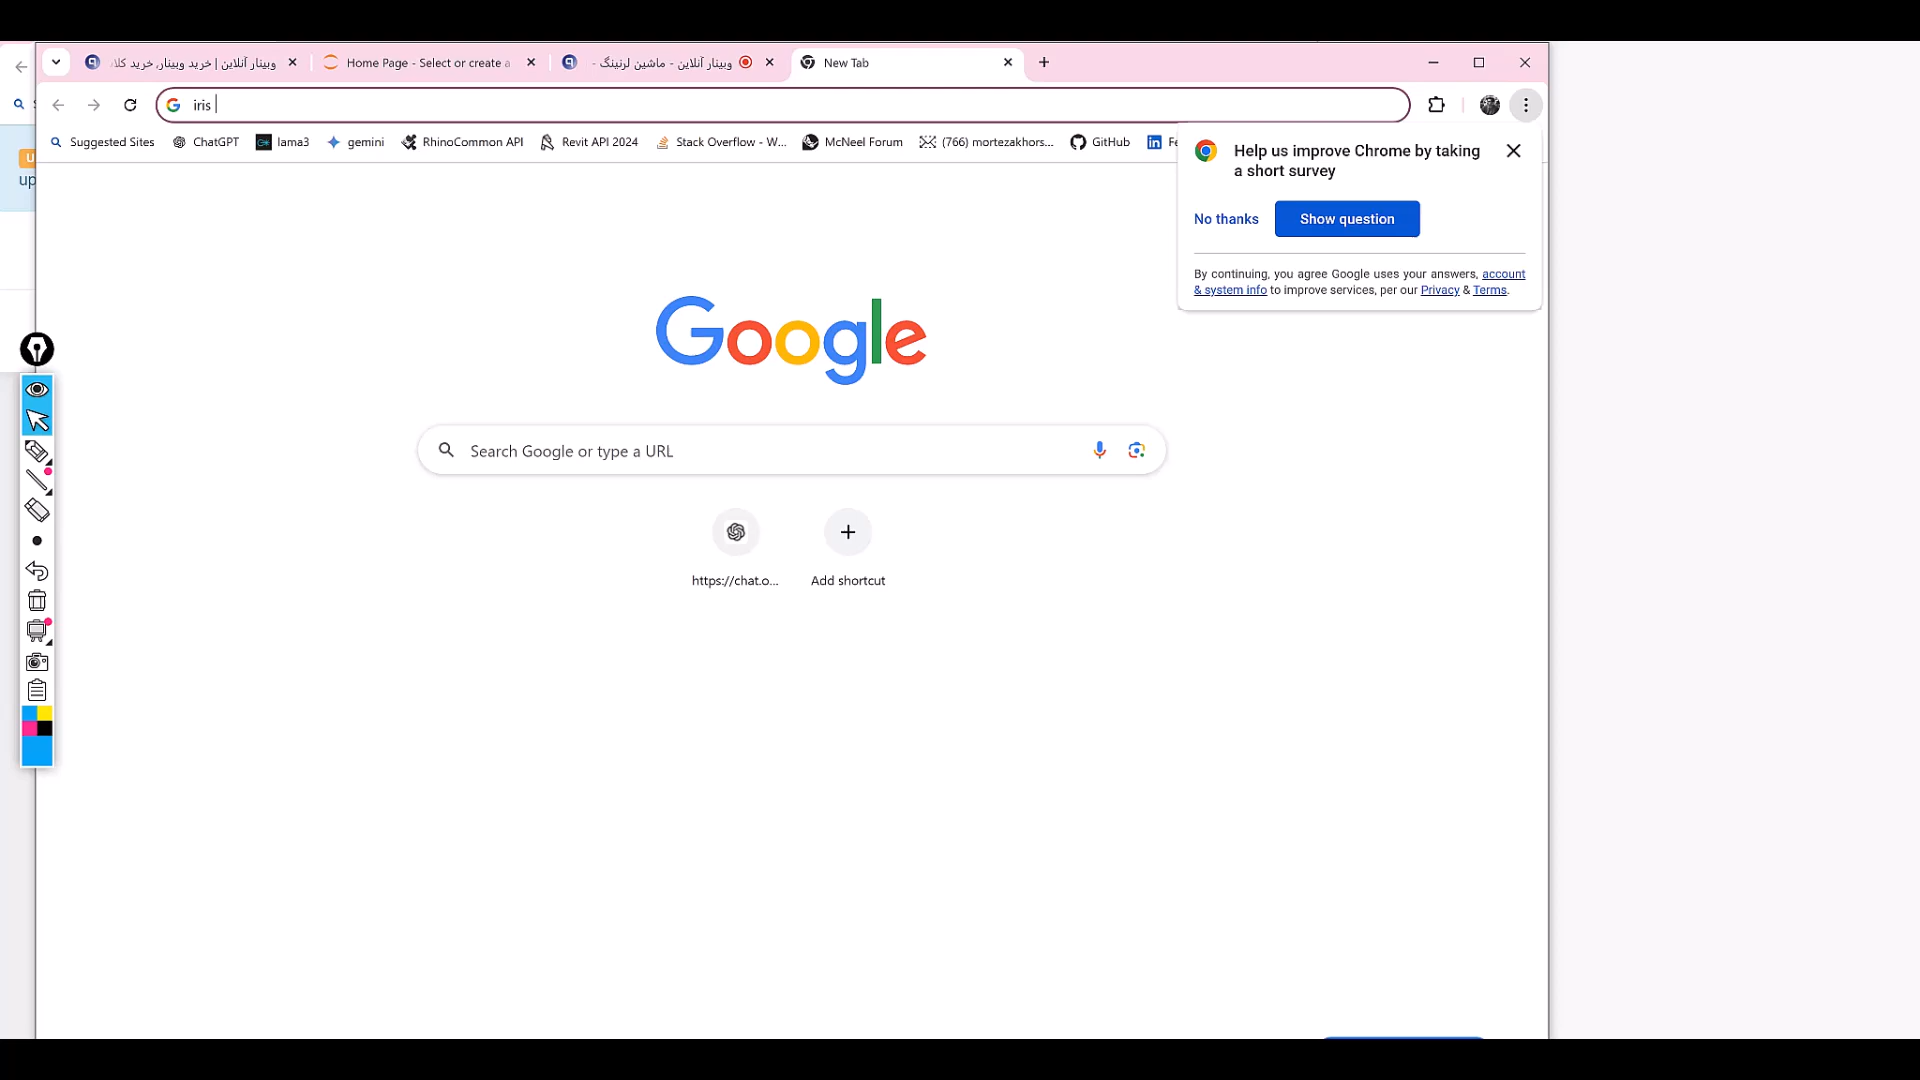 وبینار آنلاین | خرید وبینار, خرید کلا
Home Page - Select or create a
وبینار آنلاین - ماشین لرنینگ -
New Tab
iris
Suggested Sites
ChatGPT
lama3
gemini
RhinoCommon API
Revit API 2024
Stack Overflow - W...
McNeel Forum
(766) mortezakhors...
GitHub
Fe
U
up
Help us improve Chrome by taking
a short survey
No thanks
Show question
By continuing, you agree Google uses your answers, account
& system info to improve services, per our Privacy & Terms.
Google
Search Google or type a URL
https://chat.o...
Add shortcut